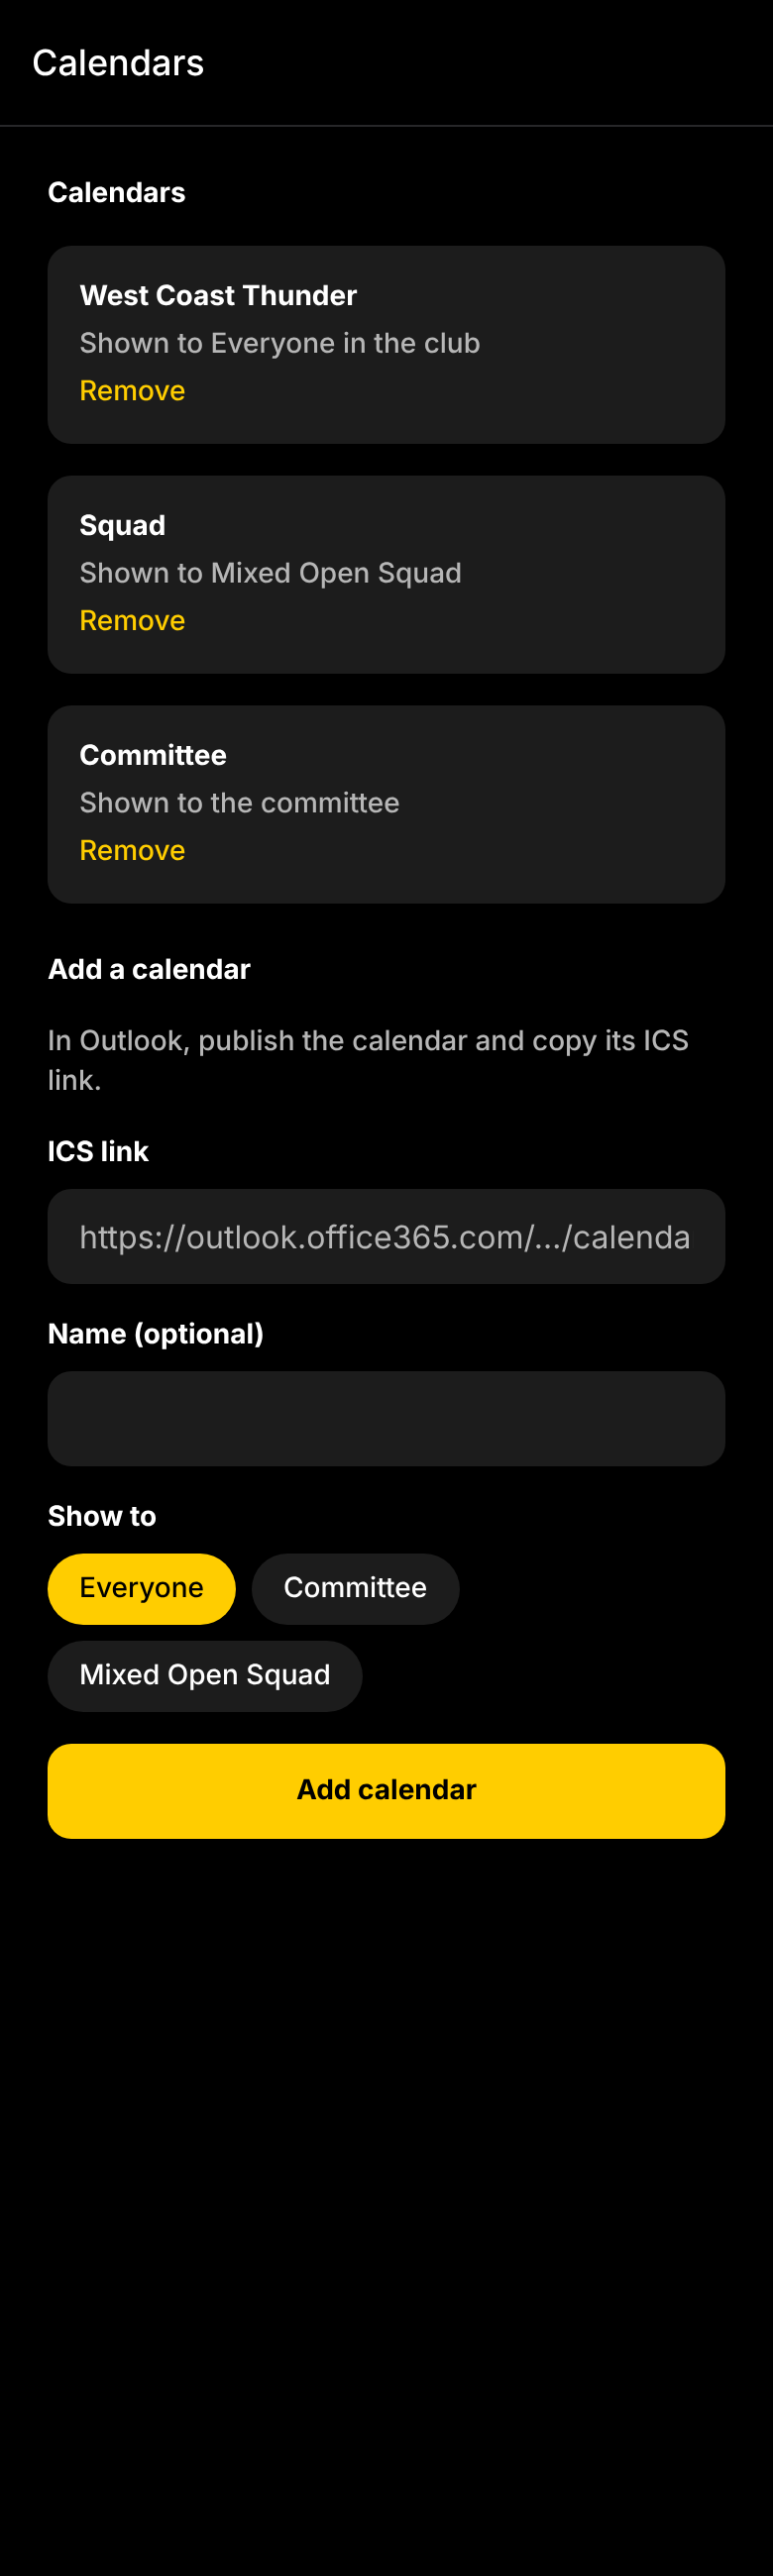 Calendars
Calendars
West Coast Thunder
Shown to Everyone in the club
Remove
Squad
Shown to Mixed Open Squad
Remove
Committee
Shown to the committee
Remove
Add a calendar
In Outlook, publish the calendar and copy its ICS
link.
ICS link
https://outlook.office365.com/.../calenda
Name (optional)
Show to
Everyone
Committee
Mixed Open Squad
Add calendar